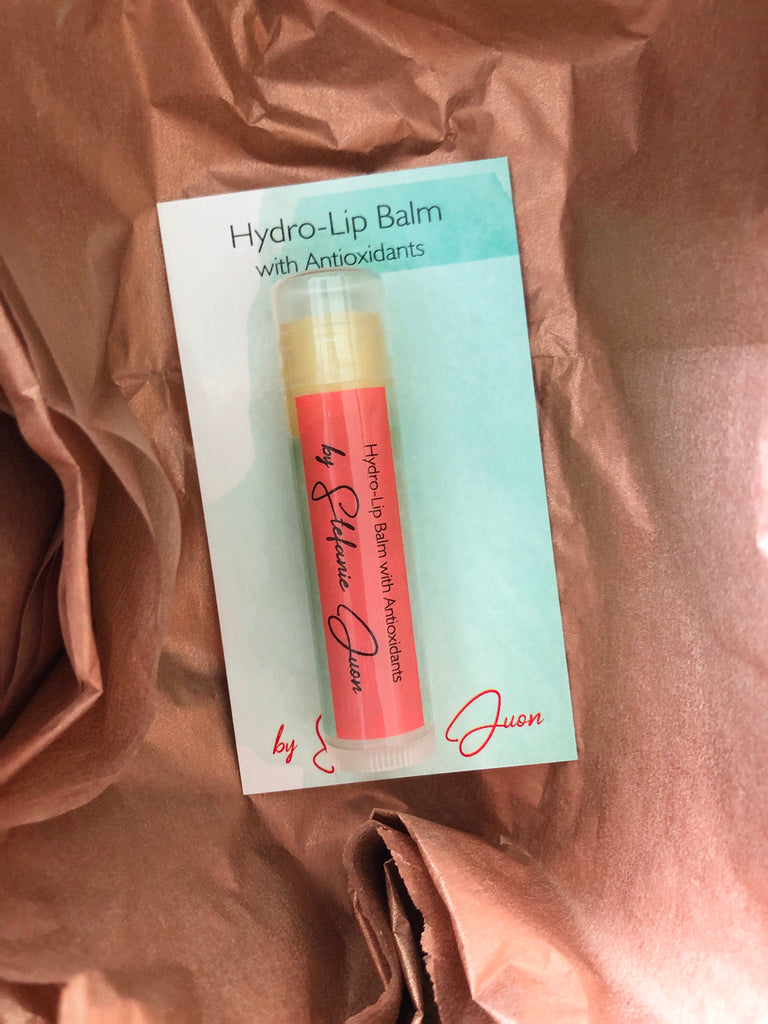 Hydro-Lip Balm
with Antioxidants
Hydro-Lip Balm with Antioxidants
by Stefanie Juon
by Juon